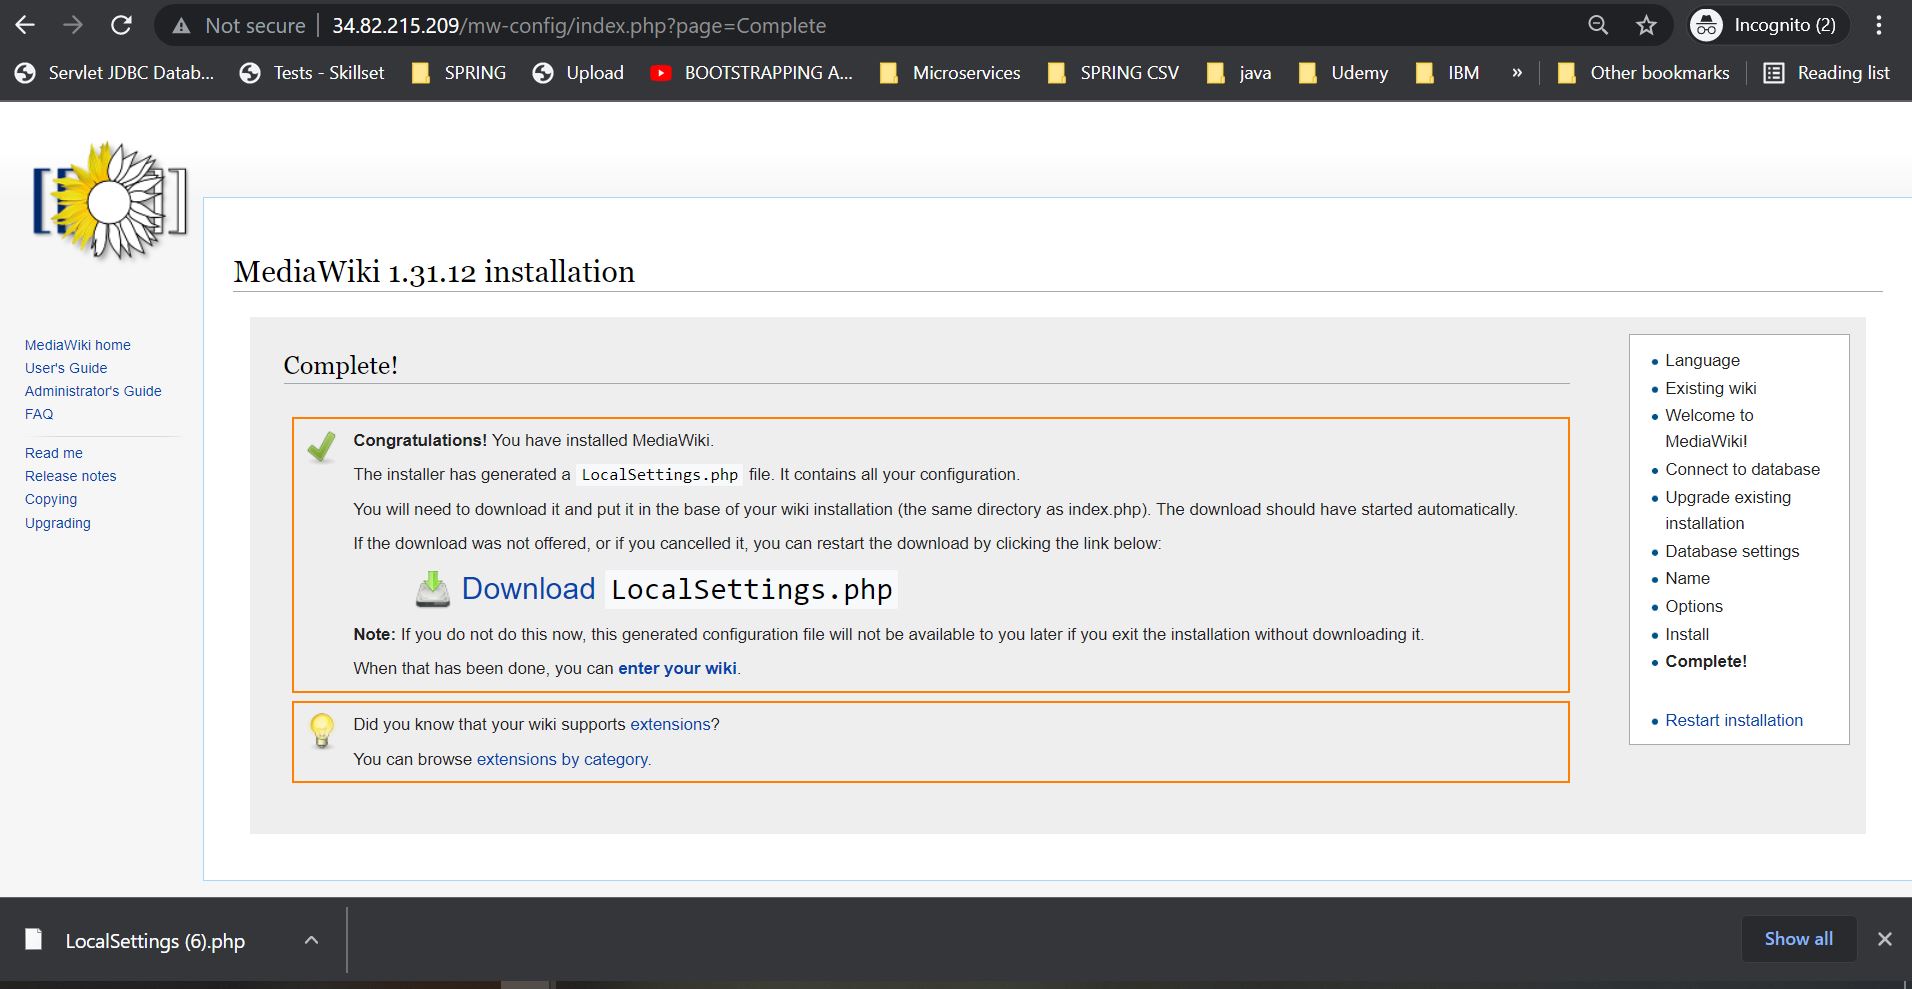 Not secure | 34.82.215.209/mw-config/index.php?page=Complete
Incognito (2)
Servlet JDBC Datab... Tests - Skillset SPRING Upload BOOTSTRAPPING A... Microservices SPRING CSV java Udemy IBM » Other bookmarks Reading list
MediaWiki 1.31.12 installation
MediaWiki home
User's Guide
Administrator's Guide
FAQ
Read me
Release notes
Copying
Upgrading
Complete!
Congratulations! You have installed MediaWiki.
The installer has generated a LocalSettings.php file. It contains all your configuration.
You will need to download it and put it in the base of your wiki installation (the same directory as index.php). The download should have started automatically.
If the download was not offered, or if you cancelled it, you can restart the download by clicking the link below:
Download LocalSettings.php
Note: If you do not do this now, this generated configuration file will not be available to you later if you exit the installation without downloading it.
When that has been done, you can enter your wiki.
Did you know that your wiki supports extensions?
You can browse extensions by category.
Language
Existing wiki
Welcome to
MediaWiki!
Connect to database
Upgrade existing
installation
Database settings
Name
Options
Install
Complete!
Restart installation
LocalSettings (6).php
Show all